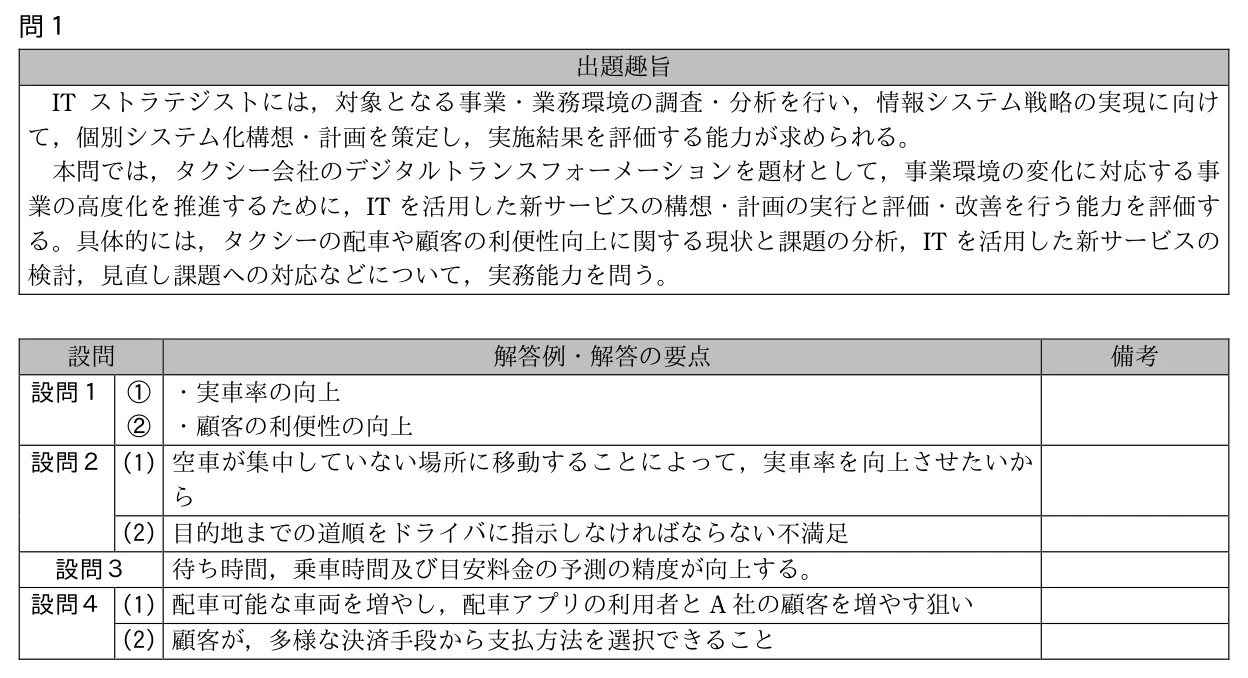 問1
出題趣旨
IT ストラテジストには，対象となる事業・業務環境の調査・分析を行い，情報システム戦略の実現に向け
て，個別システム化構想・計画を策定し，実施結果を評価する能力が求められる。
本問では，タクシー会社のデジタルトランスフォーメーションを題材として，事業環境の変化に対応する事
業の高度化を推進するために，IT を活用した新サービスの構想・計画の実行と評価・改善を行う能力を評価す
る。具体的には，タクシーの配車や顧客の利便性向上に関する現状と課題の分析，IT を活用した新サービスの
検討，見直し課題への対応などについて，実務能力を問う。
設問 解答例・解答の要点 備考
設問1 ① ・実車率の向上
② ・顧客の利便性の向上
設問2 (1) 空車が集中していない場所に移動することによって，実車率を向上させたいか
ら
(2) 目的地までの道順をドライバに指示しなければならない不満足
設問3 待ち時間，乗車時間及び目安料金の予測の精度が向上する。
設問4 (1) 配車可能な車両を増やし，配車アプリの利用者と A 社の顧客を増やす狙い
(2) 顧客が，多様な決済手段から支払方法を選択できること